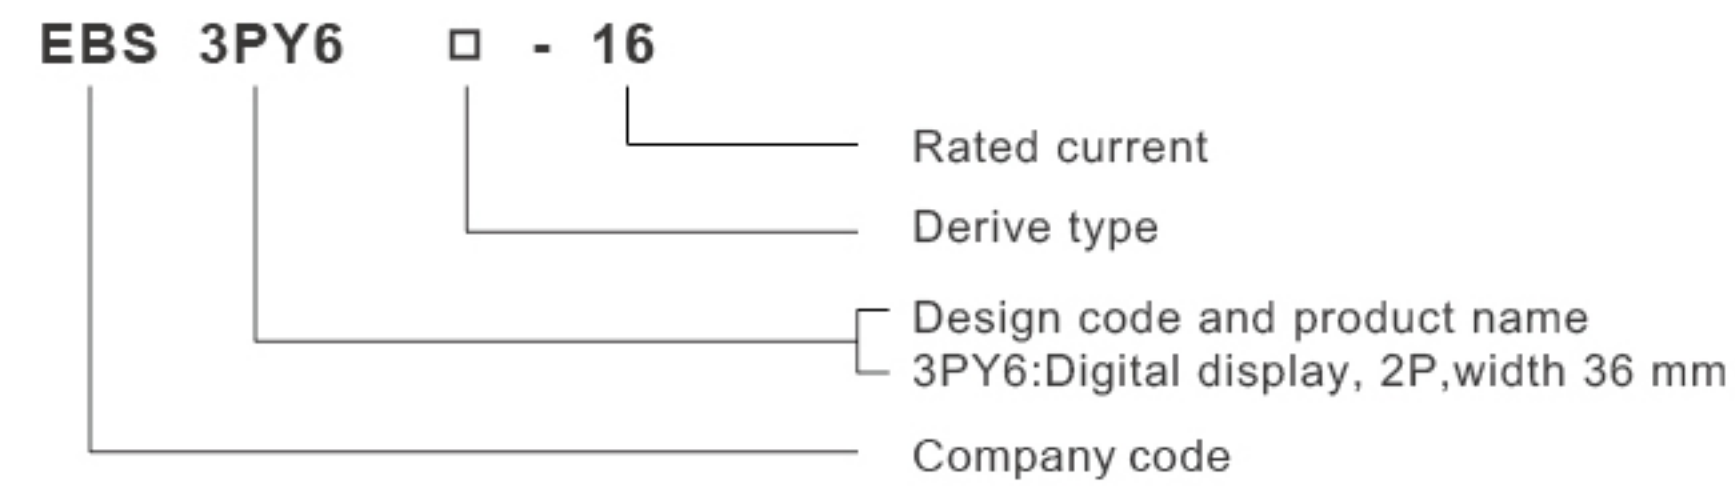 EBS 3PY6 □ - 16
Rated current
Derive type
Design code and product name
3PY6:Digital display, 2P,width 36 mm
Company code